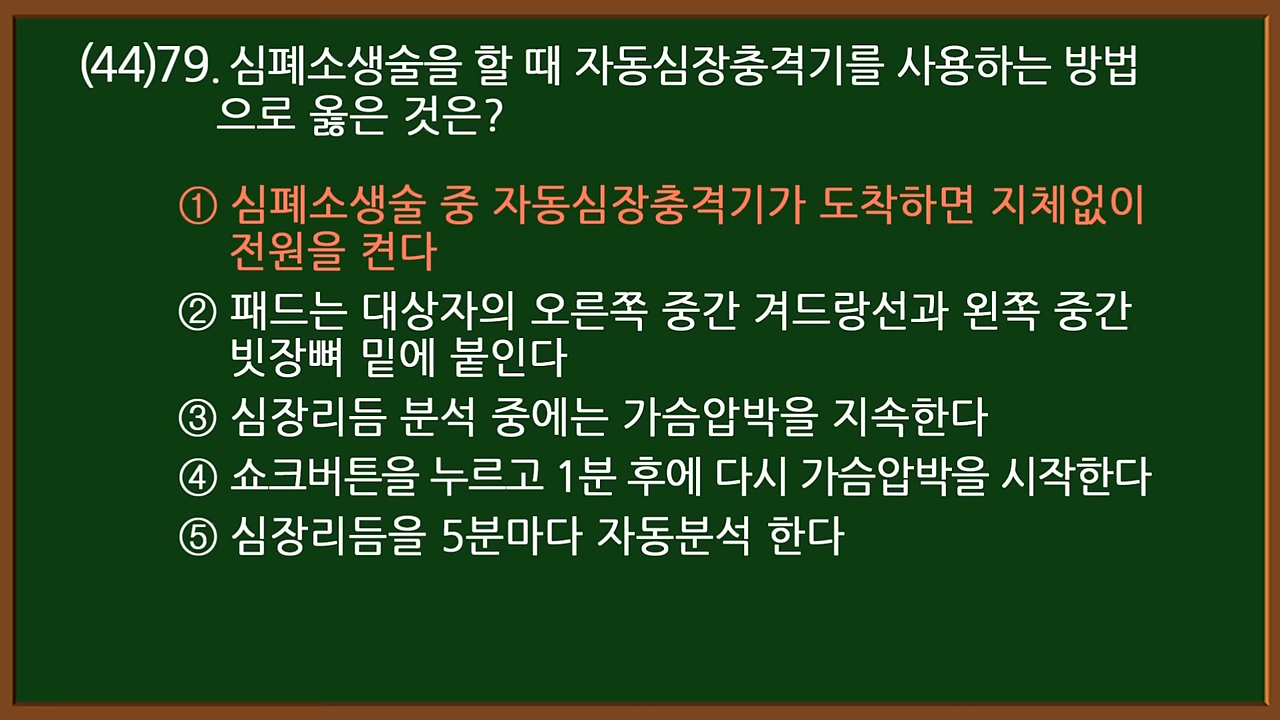 (44)79. 심폐소생술을 할 때 자동심장충격기를 사용하는 방법
으로 옳은 것은?
① 심폐소생술 중 자동심장충격기가 도착하면 지체없이
전원을 켠다
② 패드는 대상자의 오른쪽 중간 겨드랑선과 왼쪽 중간
빗장뼈 밑에 붙인다
③ 심장리듬 분석 중에는 가슴압박을 지속한다
④ 쇼크버튼을 누르고 1분 후에 다시 가슴압박을 시작한다
⑤ 심장리듬을 5분마다 자동분석 한다